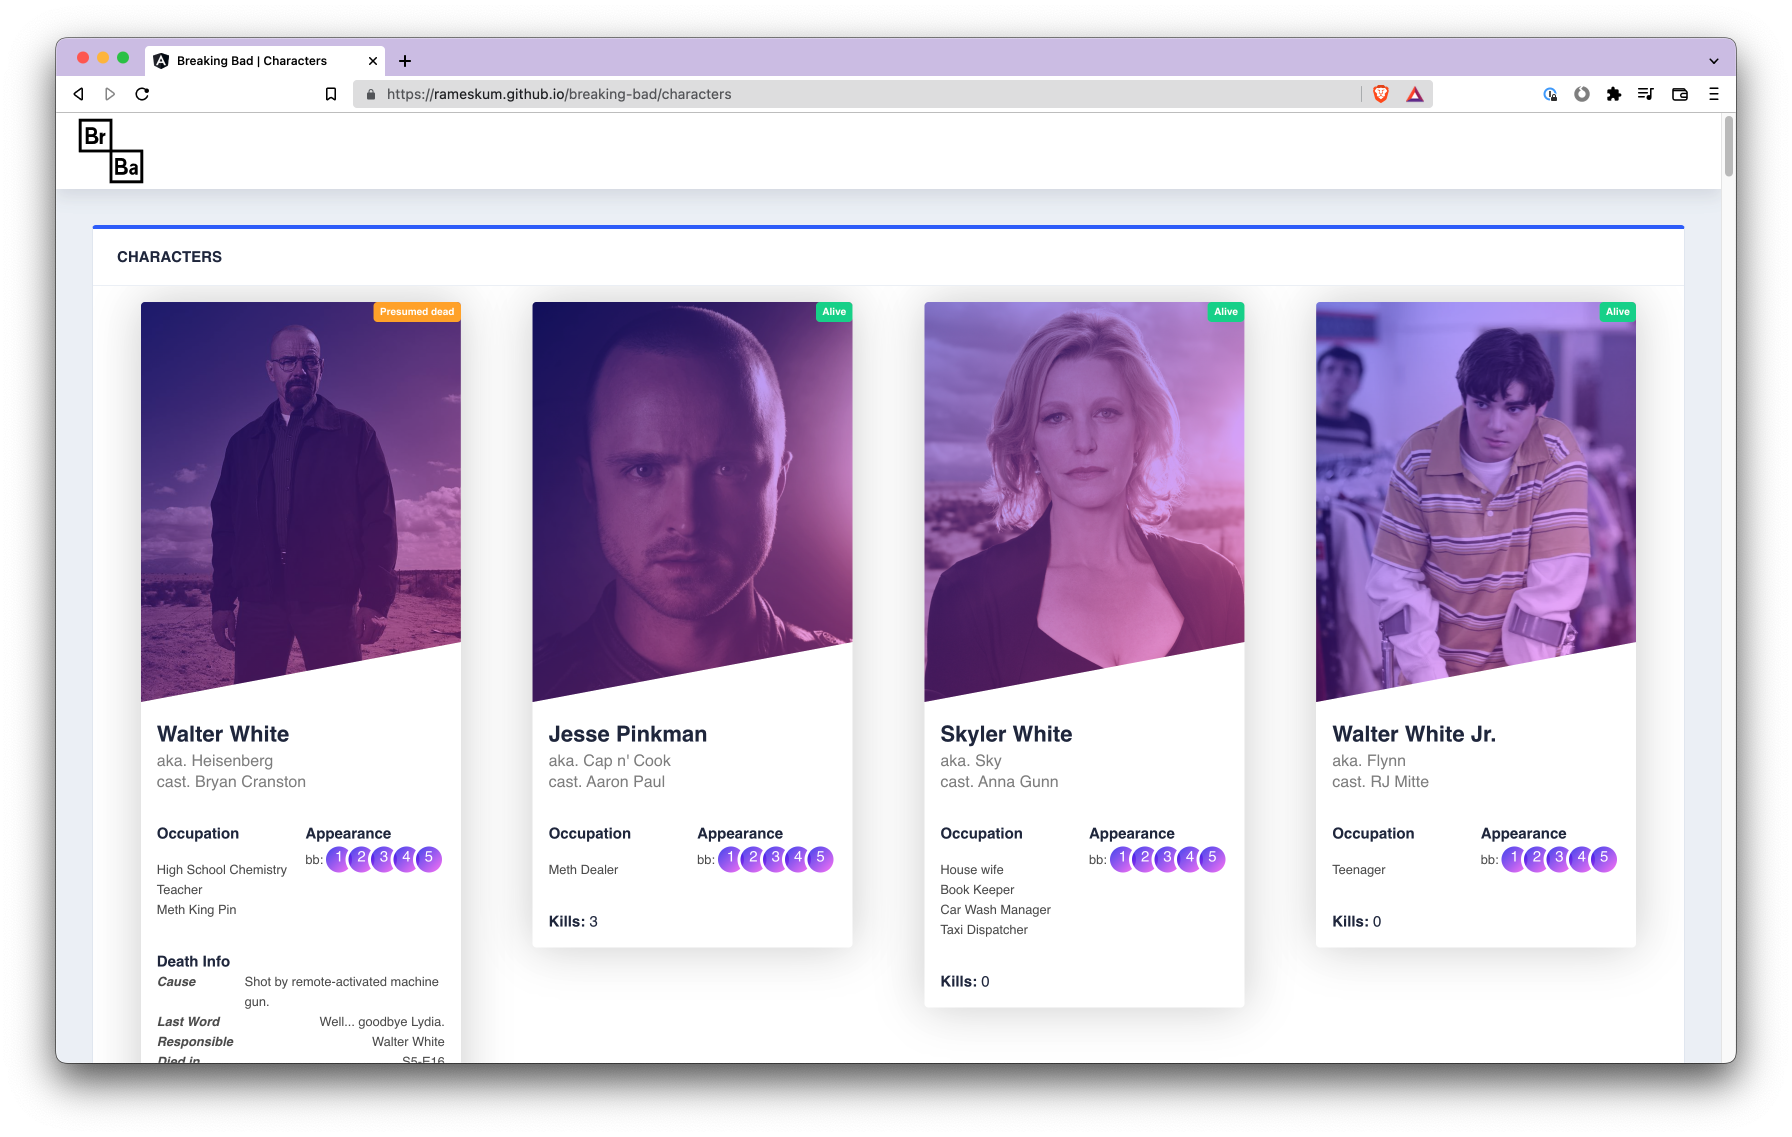 Breaking Bad | Characters
https://rameskum.github.io/breaking-bad/characters
Br
Ba
CHARACTERS
Presumed dead
Walter White
aka. Heisenberg
cast. Bryan Cranston
Occupation
High School Chemistry
Teacher
Meth King Pin
Appearance
bb: 1 2 3 4 5
Death Info
Cause Shot by remote-activated machine
gun.
Last Word Well... goodbye Lydia.
Responsible Walter White
Died in S5-E16
Alive
Jesse Pinkman
aka. Cap n' Cook
cast. Aaron Paul
Occupation
Meth Dealer
Appearance
bb: 1 2 3 4 5
Kills: 3
Alive
Skyler White
aka. Sky
cast. Anna Gunn
Occupation
House wife
Book Keeper
Car Wash Manager
Taxi Dispatcher
Appearance
bb: 1 2 3 4 5
Kills: 0
Alive
Walter White Jr.
aka. Flynn
cast. RJ Mitte
Occupation
Teenager
Appearance
bb: 1 2 3 4 5
Kills: 0